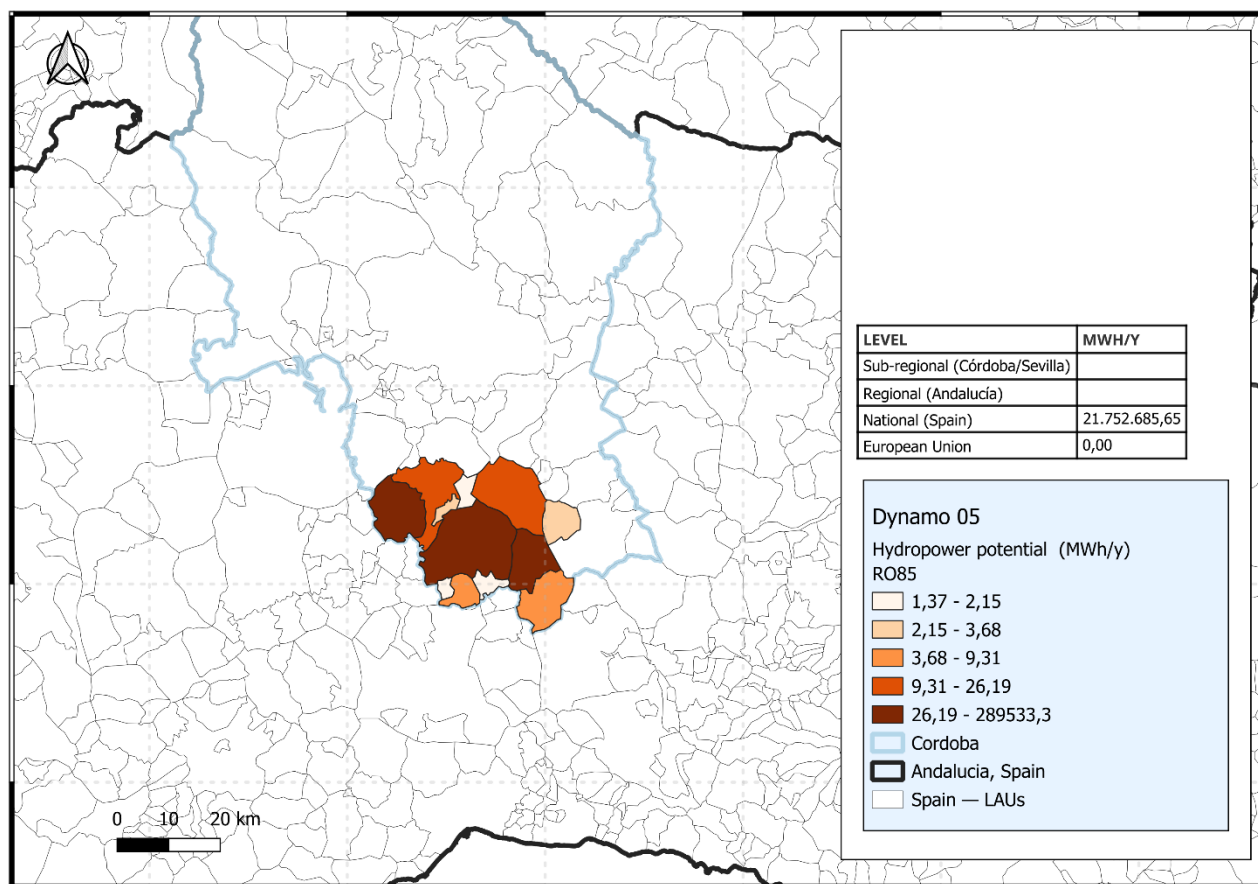 LEVEL MWH/Y
Sub-regional (Córdoba/Sevilla)
Regional (Andalucía)
National (Spain) 21.752.685,65
European Union 0,00
Dynamo 05
Hydropower potential (MWh/y)
RO85
1,37 - 2,15
2,15 - 3,68
3,68 - 9,31
9,31 - 26,19
26,19 - 289533,3
Cordoba
Andalucia, Spain
Spain — LAUs
0 10 20 km